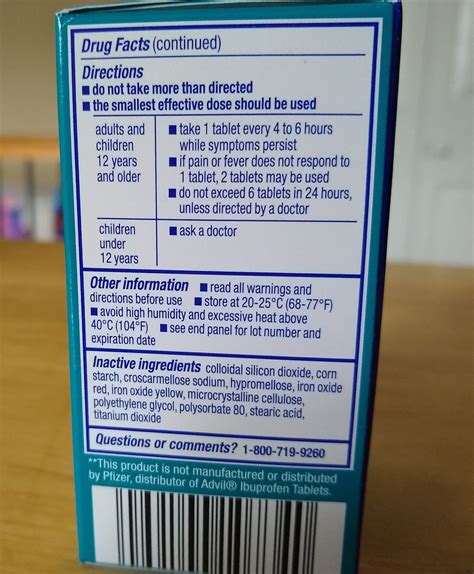 Drug Facts (continued)
Directions
■ do not take more than directed
■ the smallest effective dose should be used
adults and
children
12 years
and older
■ take 1 tablet every 4 to 6 hours
while symptoms persist
■ if pain or fever does not respond to
1 tablet, 2 tablets may be used
■ do not exceed 6 tablets in 24 hours,
unless directed by a doctor
children
under
12 years
■ ask a doctor
Other information ■ read all warnings and
directions before use ■ store at 20-25°C (68-77°F)
■ avoid high humidity and excessive heat above
40°C (104°F) ■ see end panel for lot number and
expiration date
Inactive ingredients colloidal silicon dioxide, corn
starch, croscarmellose sodium, hypromellose, iron oxide
red, iron oxide yellow, microcrystalline cellulose,
polyethylene glycol, polysorbate 80, stearic acid,
titanium dioxide
Questions or comments? 1-800-719-9260
**This product is not manufactured or distributed
by Pfizer, distributor of Advil® Ibuprofen Tablets.